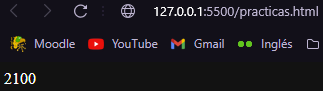 127.0.0.1:5500/practicas.html
Moodle YouTube Gmail Inglés
2100